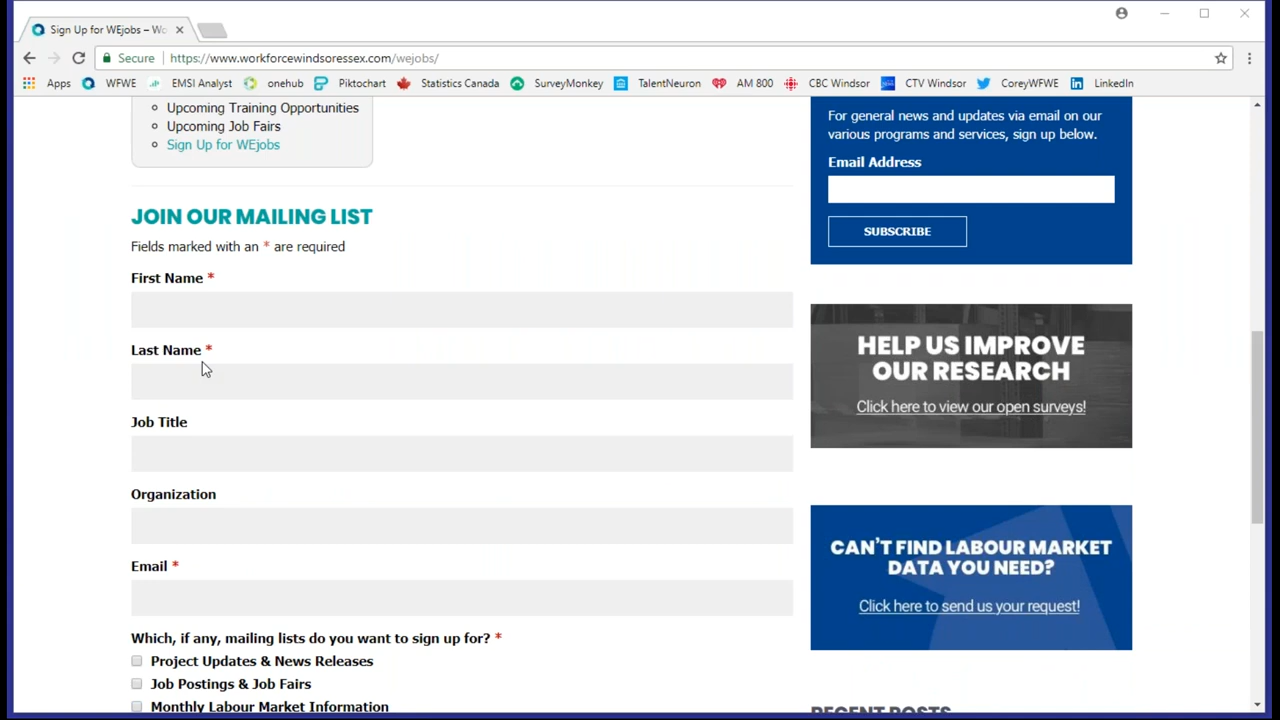 Sign Up for WEjobs – Wo
Secure
https://www.workforcewindsoressex.com/wejobs/
Apps
WFWE
EMSI Analyst
onehub
Piktochart
Statistics Canada
SurveyMonkey
TalentNeuron
AM 800
CBC Windsor
CTV Windsor
CoreyWFWE
LinkedIn
Upcoming Training Opportunities
Upcoming Job Fairs
Sign Up for WEjobs
JOIN OUR MAILING LIST
Fields marked with an * are required
First Name *
Last Name *
Job Title
Organization
Email *
Which, if any, mailing lists do you want to sign up for? *
Project Updates & News Releases
Job Postings & Job Fairs
Monthly Labour Market Information
For general news and updates via email on our
various programs and services, sign up below.
Email Address
SUBSCRIBE
HELP US IMPROVE
OUR RESEARCH
Click here to view our open surveys!
CAN'T FIND LABOUR MARKET
DATA YOU NEED?
Click here to send us your request!
RECENT POSTS